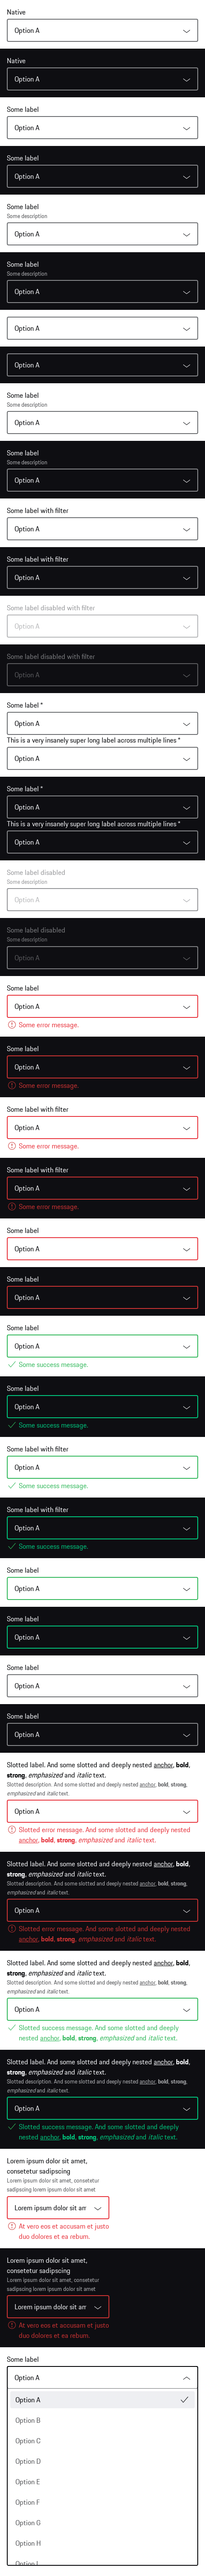 Native
Option A
Native
Option A
Some label
Option A
Some label
Option A
Some label
Some description
Option A
Some label
Some description
Option A
Option A
Option A
Some label
Some description
Option A
Some label
Some description
Option A
Some label with filter
Option A
Some label with filter
Option A
Some label disabled with filter
Option A
Some label disabled with filter
Option A
Some label *
Option A
This is a very insanely super long label across multiple lines *
Option A
Some label *
Option A
This is a very insanely super long label across multiple lines *
Option A
Some label disabled
Some description
Option A
Some label disabled
Some description
Option A
Some label
Option A
Some error message.
Some label
Option A
Some error message.
Some label with filter
Option A
Some error message.
Some label with filter
Option A
Some error message.
Some label
Option A
Some label
Option A
Some label
Option A
Some success message.
Some label
Option A
Some success message.
Some label with filter
Option A
Some success message.
Some label with filter
Option A
Some success message.
Some label
Option A
Some label
Option A
Some label
Option A
Some label
Option A
Slotted label. And some slotted and deeply nested anchor, bold,
strong, emphasized and italic text.
Slotted description. And some slotted and deeply nested anchor, bold, strong,
emphasized and italic text.
Option A
Slotted error message. And some slotted and deeply nested
anchor, bold, strong, emphasized and italic text.
Slotted label. And some slotted and deeply nested anchor, bold,
strong, emphasized and italic text.
Slotted description. And some slotted and deeply nested anchor, bold, strong,
emphasized and italic text.
Option A
Slotted error message. And some slotted and deeply nested
anchor, bold, strong, emphasized and italic text.
Slotted label. And some slotted and deeply nested anchor, bold,
strong, emphasized and italic text.
Slotted description. And some slotted and deeply nested anchor, bold, strong,
emphasized and italic text.
Option A
Slotted success message. And some slotted and deeply
nested anchor, bold, strong, emphasized and italic text.
Slotted label. And some slotted and deeply nested anchor, bold,
strong, emphasized and italic text.
Slotted description. And some slotted and deeply nested anchor, bold, strong,
emphasized and italic text.
Option A
Slotted success message. And some slotted and deeply
nested anchor, bold, strong, emphasized and italic text.
Lorem ipsum dolor sit amet,
consetetur sadipscing
Lorem ipsum dolor sit amet, consetetur
sadipscing lorem ipsum dolor sit amet
Lorem ipsum dolor sit am
At vero eos et accusam et justo
duo dolores et ea rebum.
Lorem ipsum dolor sit amet,
consetetur sadipscing
Lorem ipsum dolor sit amet, consetetur
sadipscing lorem ipsum dolor sit amet
Lorem ipsum dolor sit am
At vero eos et accusam et justo
duo dolores et ea rebum.
Some label
Option A
Option A
Option B
Option C
Option D
Option E
Option F
Option G
Option H
Option I